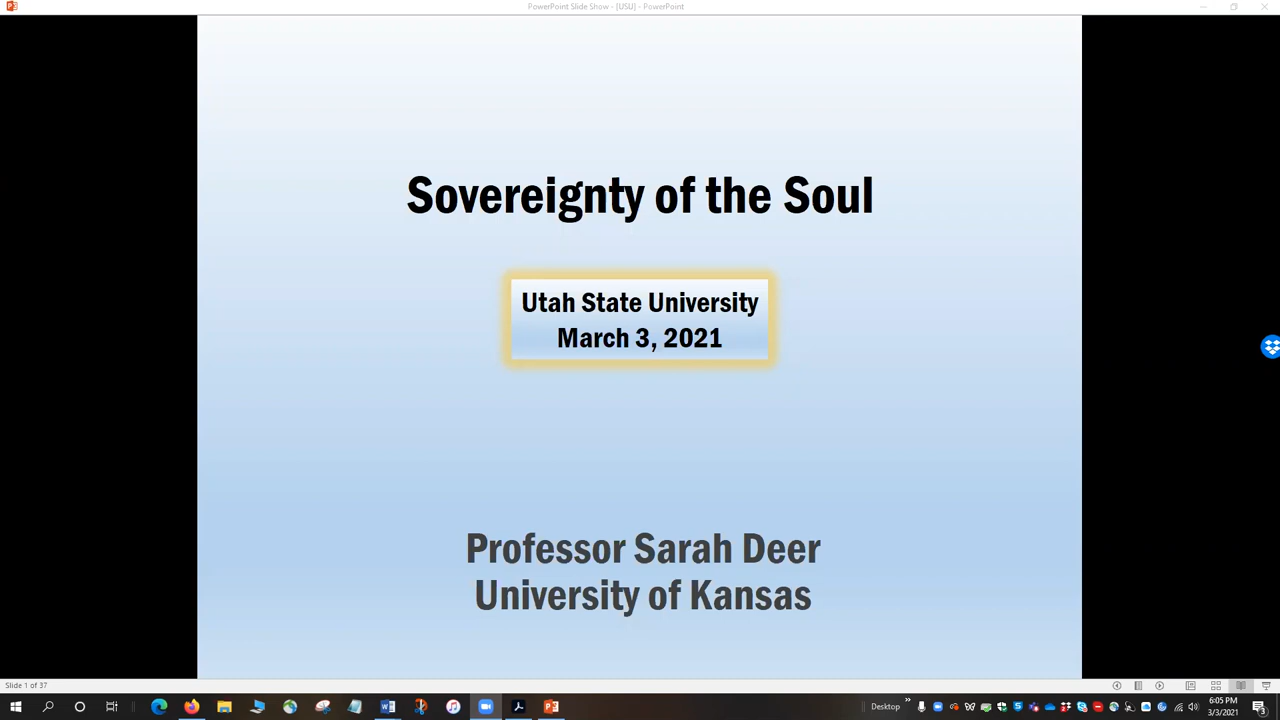 PowerPoint Slide Show - [USU] - PowerPoint
Sovereignty of the Soul
Utah State University
March 3, 2021
Professor Sarah Deer
University of Kansas
Slide 1 of 37
Desktop
6:05 PM
3/3/2021